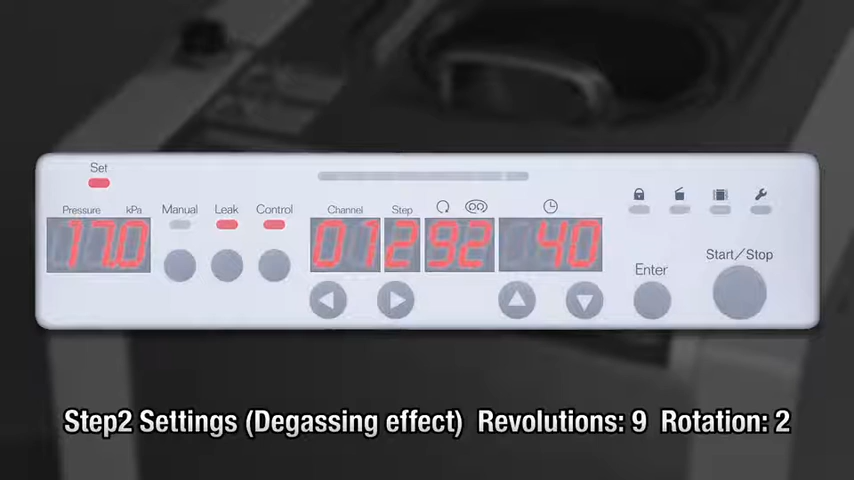 Set
Pressure kPa Manual Leak Control Channel Step
17.0 01 2 92 40
Enter Start/Stop
Step2 Settings (Degassing effect) Revolutions: 9 Rotation: 2